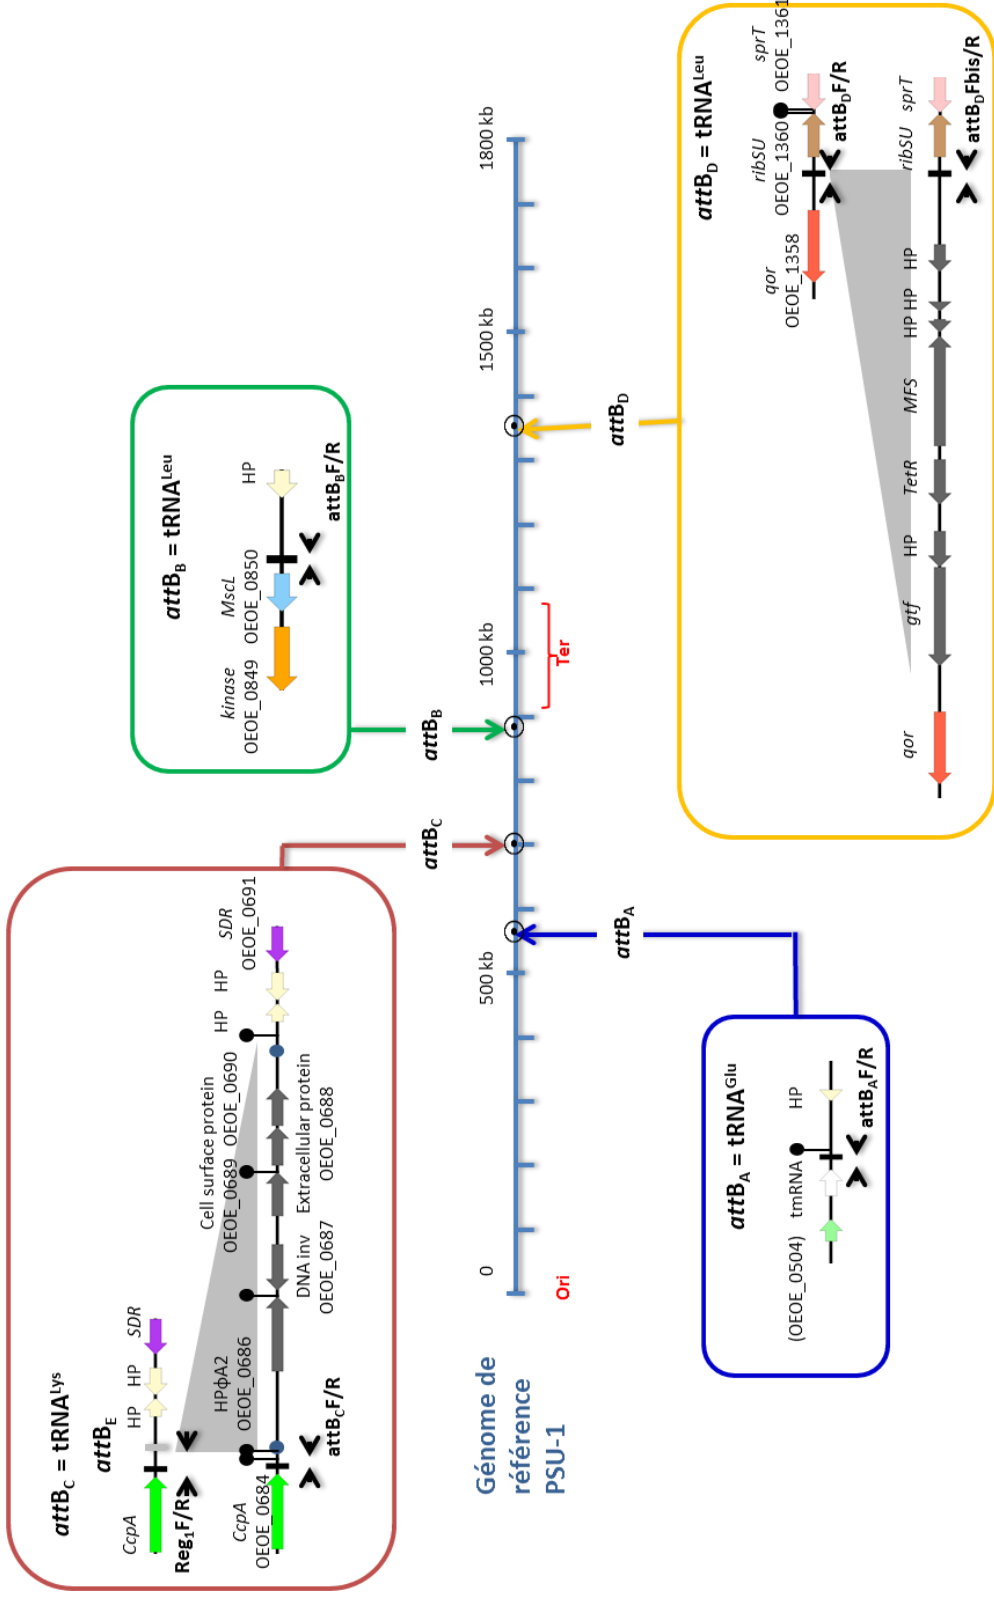 attBC = tRNALys
attBE
CcpA
HP
HP
SDR
Reg1F/R
HPϕA2
OEOE_0686
Cell surface protein
OEOE_0689
OEOE_0690
HP
HP
SDR
OEOE_0691
CcpA
OEOE_0684
attBCF/R
DNA inv
OEOE_0687
Extracellular protein
OEOE_0688
attBB = tRNALeu
kinase
OEOE_0849
MscL
OEOE_0850
HP
attBBF/R
attBC
attBB
Génome de
référence
PSU-1
0
500 kb
1000 kb
1500 kb
1800 kb
Ori
Ter
attBA
attBD
attBA = tRNAGlu
(OEOE_0504)
tmRNA
HP
attBAF/R
attBD = tRNALeu
qor
OEOE_1358
ribSU
OEOE_1360
sprT
OEOE_1361
attBDF/R
qor
gtf
HP
TetR
MFS
HP
HP
HP
ribSU
sprT
attBDFbis/R